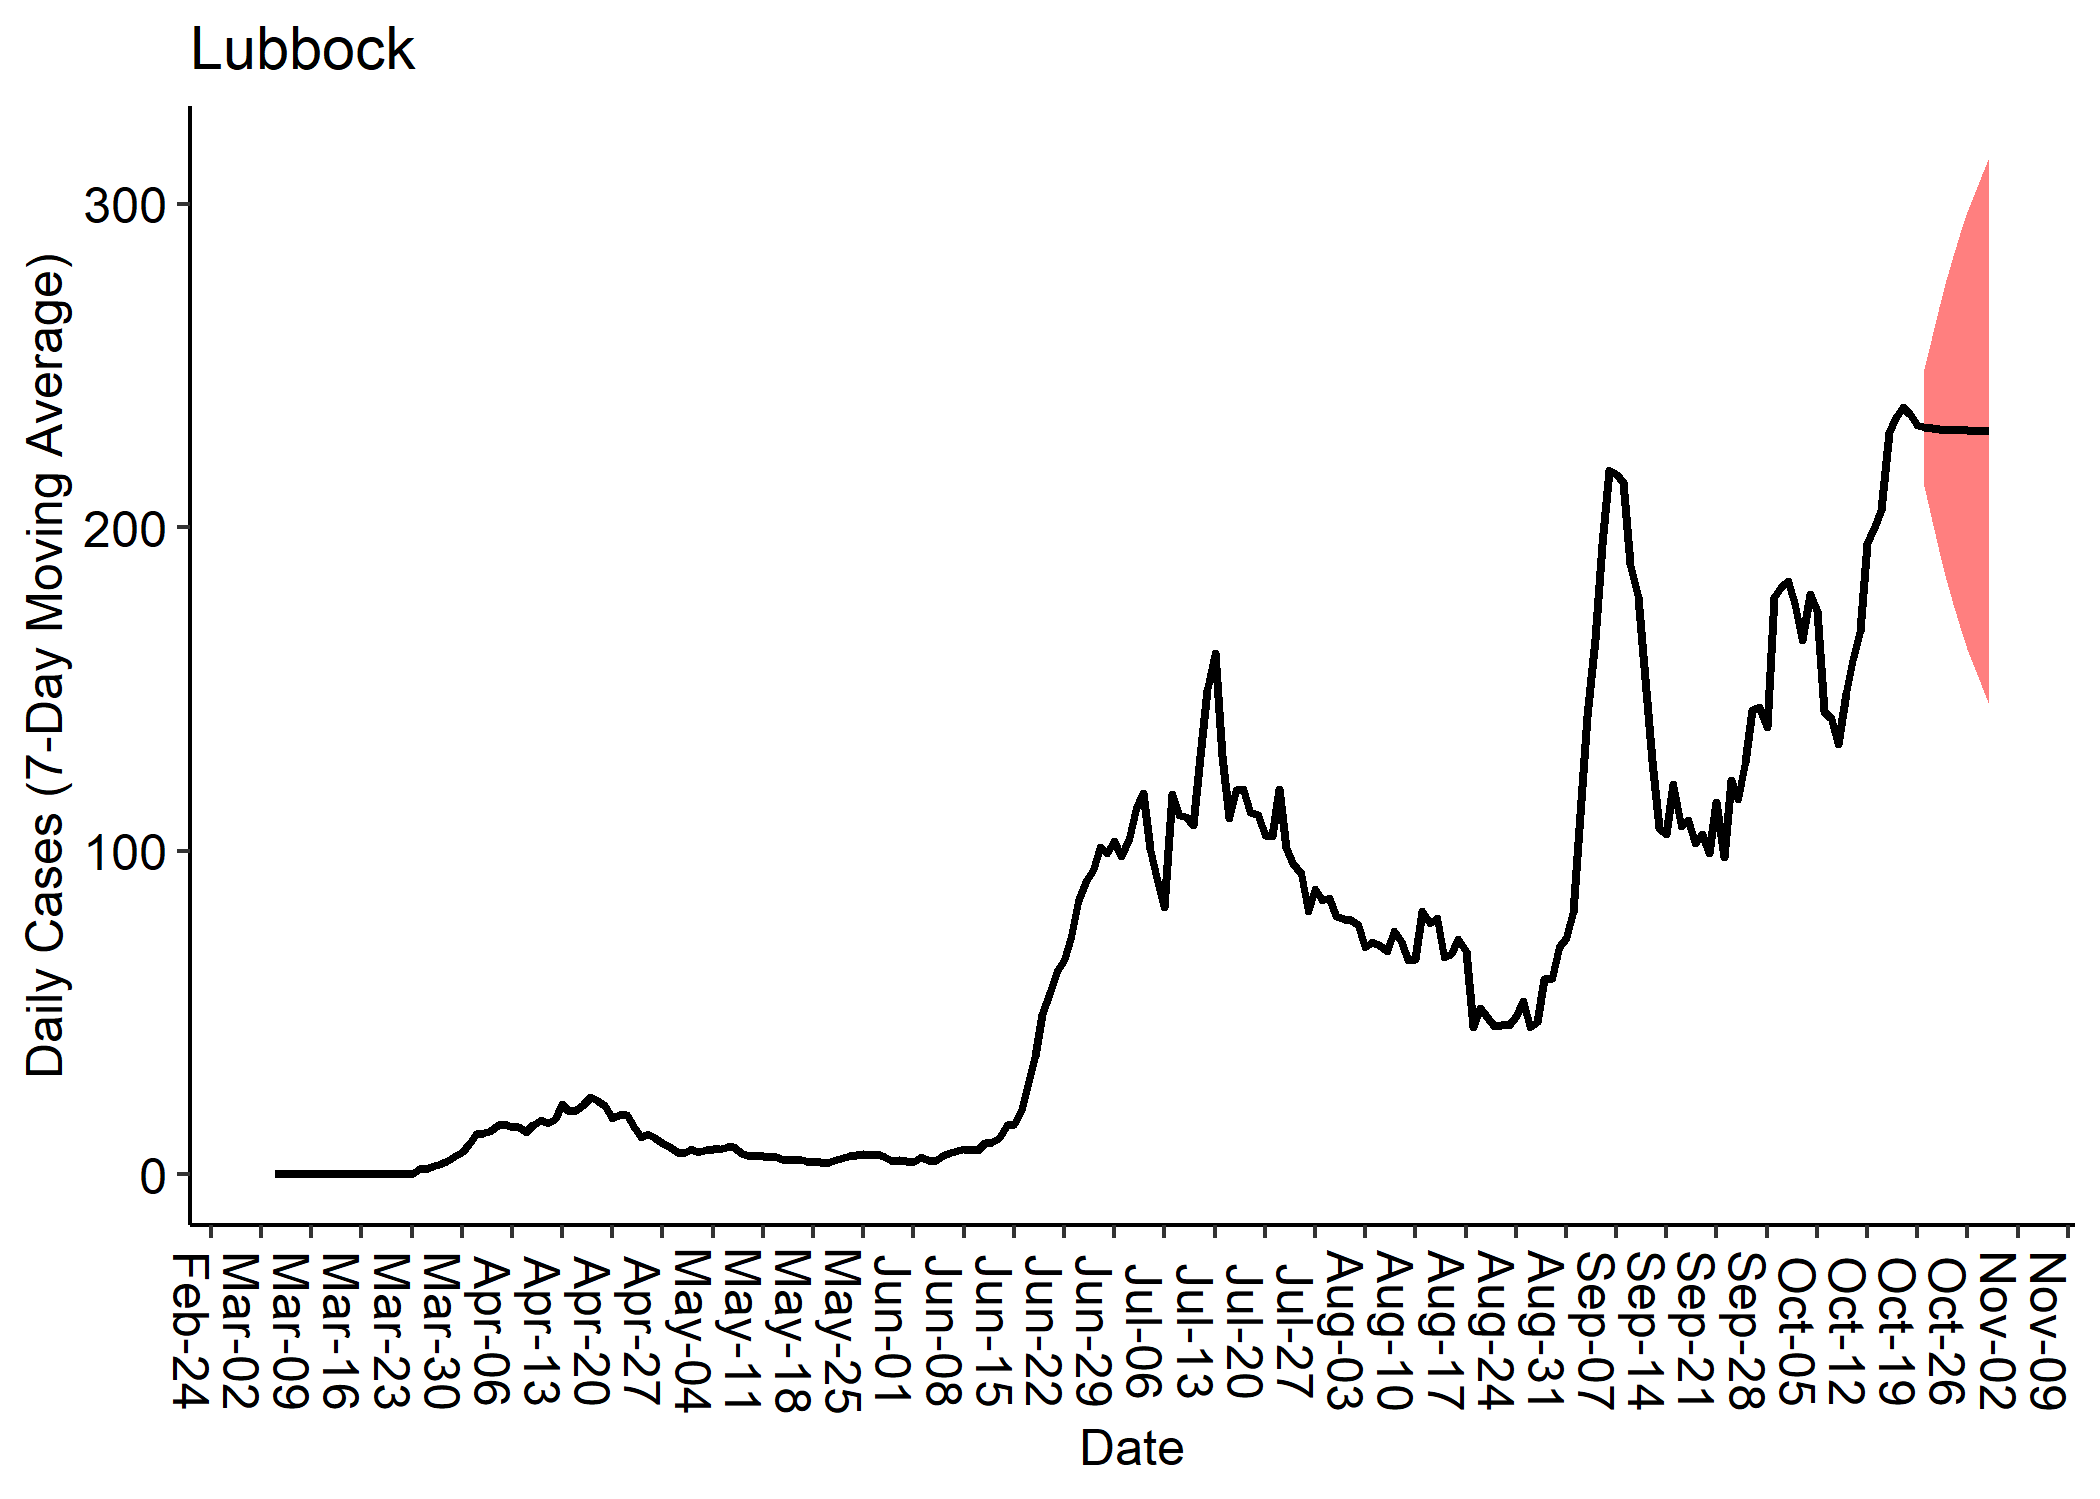 Lubbock
Daily Cases (7-Day Moving Average)
300
200
100
0
Feb-24
Mar-02
Mar-09
Mar-16
Mar-23
Mar-30
Apr-06
Apr-13
Apr-20
Apr-27
May-04
May-11
May-18
May-25
Jun-01
Jun-08
Jun-15
Jun-22
Jun-29
Jul-06
Jul-13
Jul-20
Jul-27
Aug-03
Aug-10
Aug-17
Aug-24
Aug-31
Sep-07
Sep-14
Sep-21
Sep-28
Oct-05
Oct-12
Oct-19
Oct-26
Nov-02
Nov-09
Date